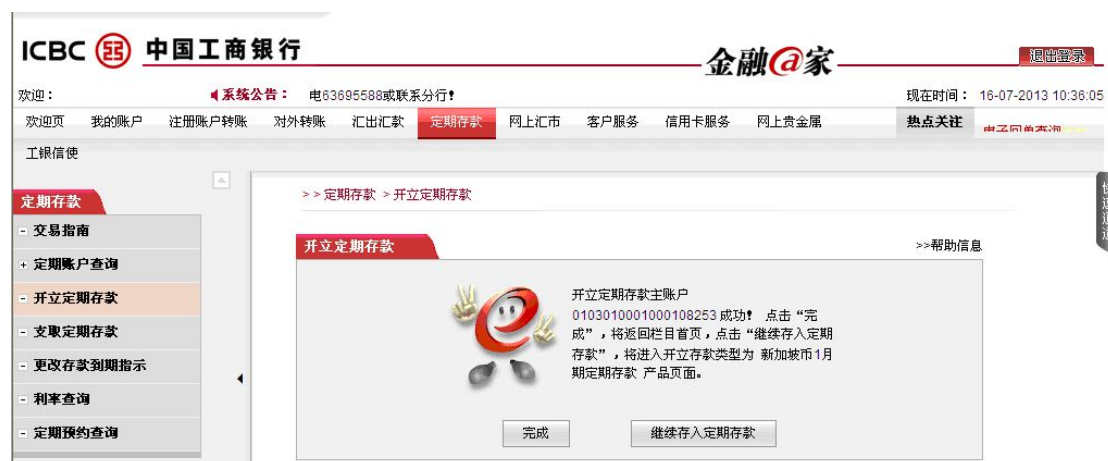 ICBC 中国工商银行
金融@家
退出登录
欢迎：
系统公告： 电63695588或联系分行！
现在时间： 16-07-2013 10:36:05
欢迎页 我的账户 注册账户转账 对外转账 汇出汇款 定期存款 网上汇市 客户服务 信用卡服务 网上贵金属
热点关注 电子回单查询
工银信使
定期存款
- 交易指南
+ 定期账户查询
- 开立定期存款
- 支取定期存款
- 更改存款到期指示
- 利率查询
- 定期预约查询
>> 定期存款 > 开立定期存款
开立定期存款
>>帮助信息
开立定期存款主账户
0103010001000108253 成功！ 点击“完
成”，将返回栏目首页，点击“继续存入定期
存款”，将进入开立存款类型为 新加坡币1月
期定期存款 产品页面。
完成
继续存入定期存款